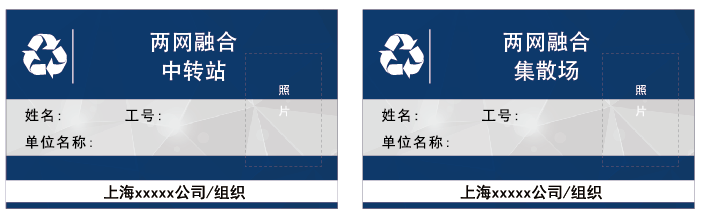 两网融合
中转站
照
片
姓名： 工号：
单位名称：
上海xxxxx公司/组织
两网融合
集散场
照
片
姓名： 工号：
单位名称：
上海xxxxx公司/组织